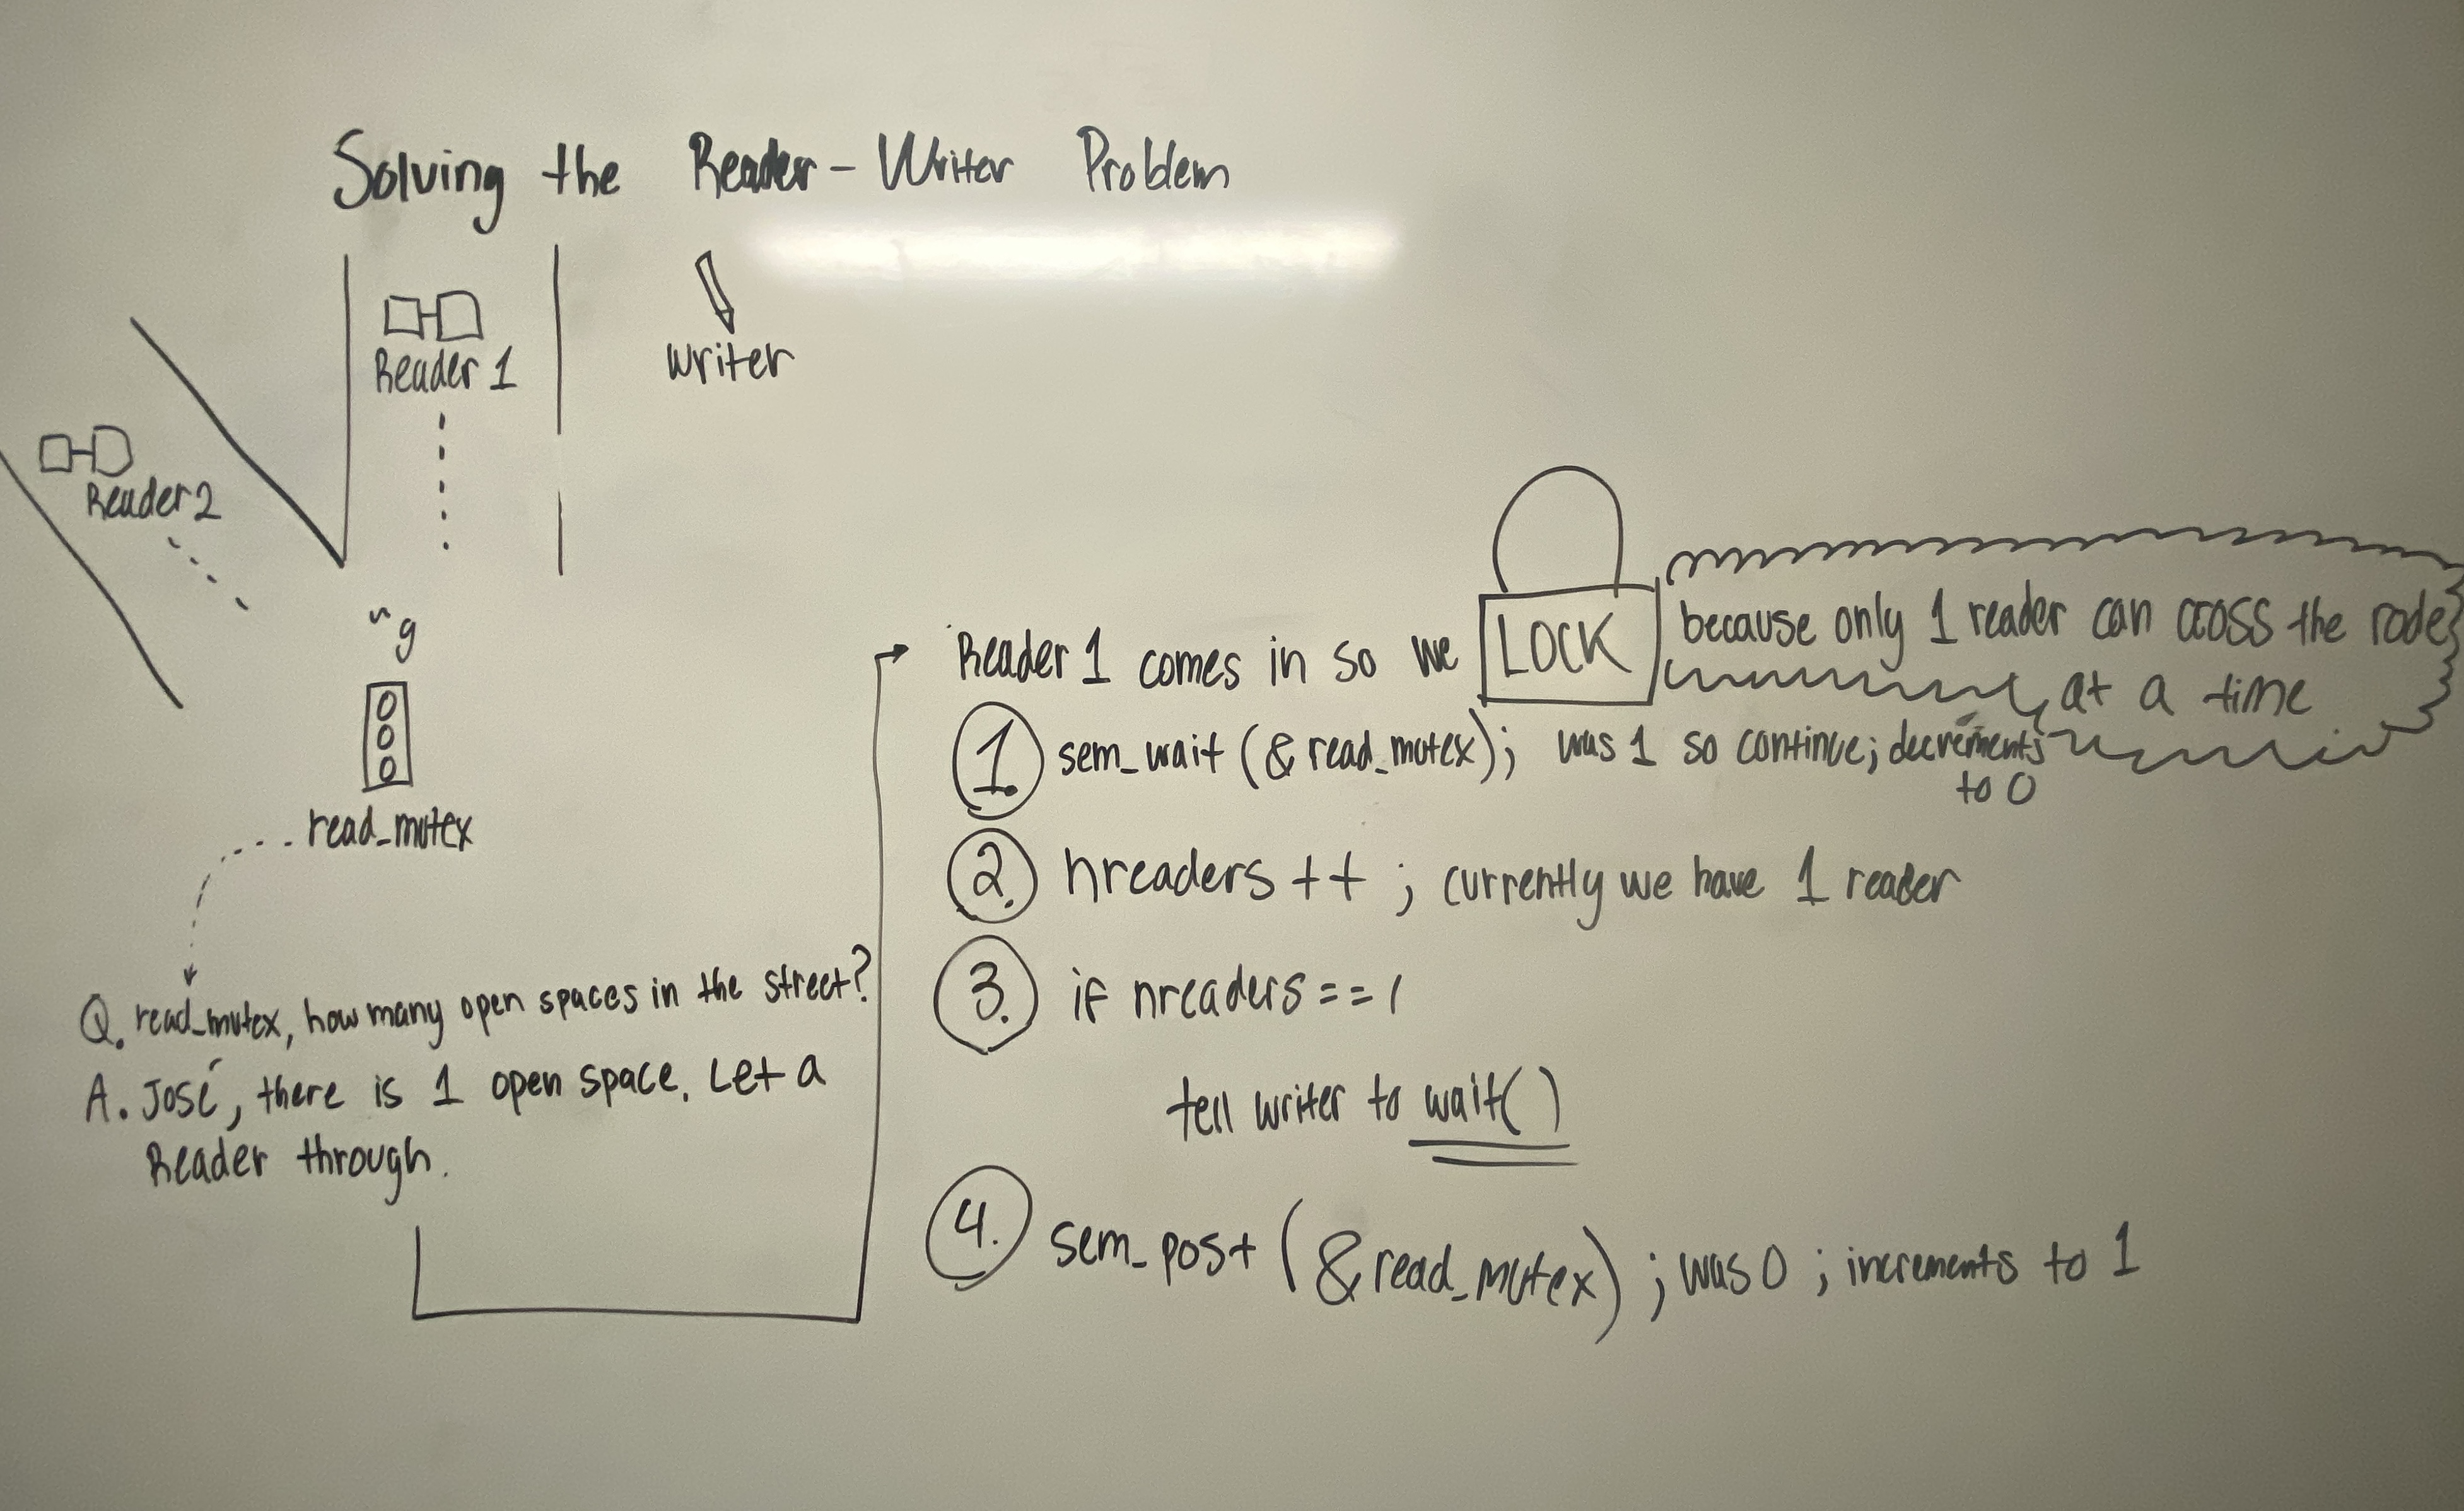 Solving the Reader - Writer Problem
Reader 1
writer
Reader 2
read_mutex
Q. read_mutex, how many open spaces in the street?
A. José, there is 1 open space. Let a
Reader through.
Reader 1 comes in so we LOCK because only 1 reader can cross the rode
at a time
1. sem_wait (& read_mutex); was 1 so continue; decrements
to 0
2. nreaders ++ ; currently we have 1 reader
3. if nreaders == 1
tell writer to wait()
4. sem_post (& read_mutex) ; was 0 ; increments to 1